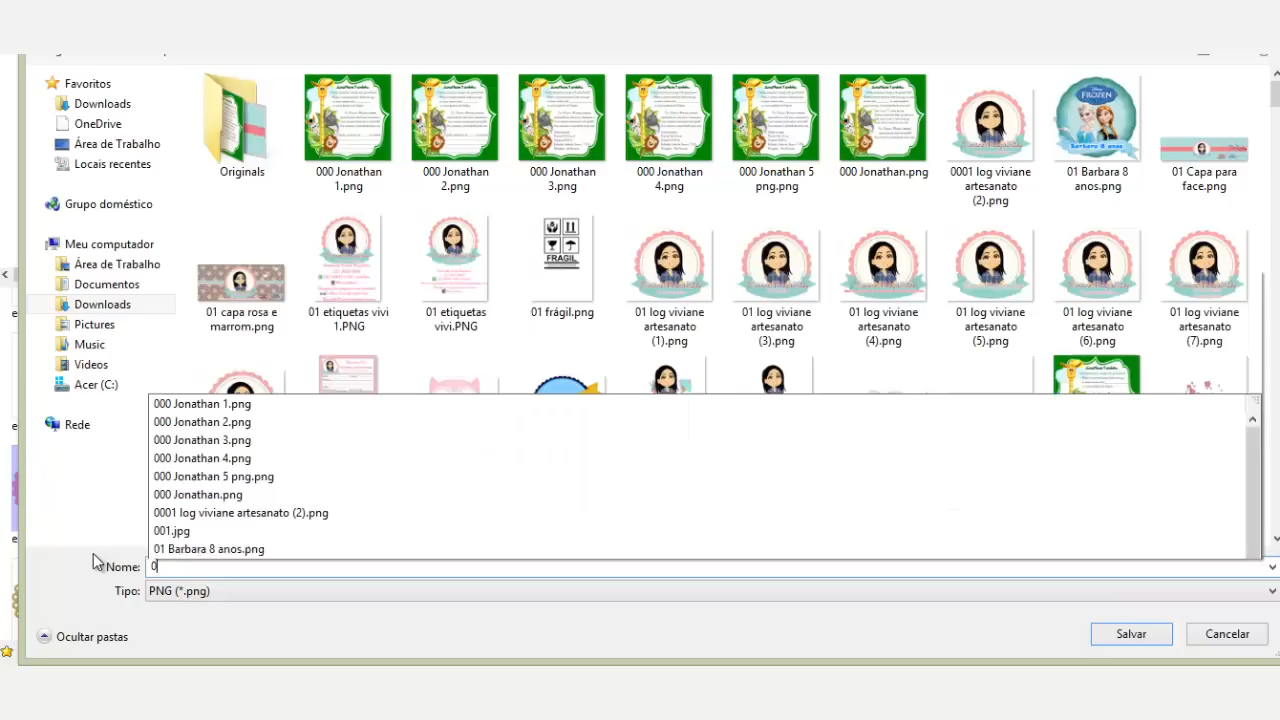 Favoritos
Downloads
OneDrive
Área de Trabalho
Locais recentes
Grupo doméstico
Meu computador
Área de Trabalho
Documentos
Downloads
Pictures
Music
Vídeos
Acer (C:)
Rede
Originals
000 Jonathan 1.png
000 Jonathan 2.png
000 Jonathan 3.png
000 Jonathan 4.png
000 Jonathan 5 png.png
000 Jonathan.png
0001 log viviane artesanato (2).png
01 Barbara 8 anos.png
01 Capa para face.png
FROZEN
Barbara 8 anos
FRAGIL
01 capa rosa e marrom.png
01 etiquetas vivi 1.PNG
01 etiquetas vivi.PNG
01 frágil.png
01 log viviane artesanato (1).png
01 log viviane artesanato (3).png
01 log viviane artesanato (4).png
01 log viviane artesanato (5).png
01 log viviane artesanato (6).png
01 log viviane artesanato (7).png
000 Jonathan 1.png
000 Jonathan 2.png
000 Jonathan 3.png
000 Jonathan 4.png
000 Jonathan 5 png.png
000 Jonathan.png
0001 log viviane artesanato (2).png
001.jpg
01 Barbara 8 anos.png
Nome: 0
Tipo: PNG (*.png)
Ocultar pastas
Salvar
Cancelar